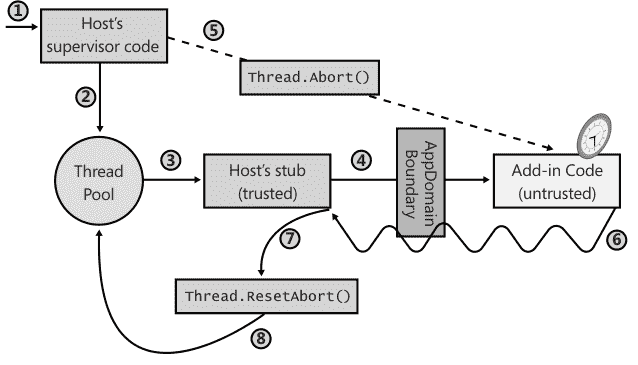 1
Host's
supervisor code
5
Thread.Abort()
2
Thread
Pool
3
Host's stub
(trusted)
4
AppDomain
Boundary
Add-in Code
(untrusted)
6
7
Thread.ResetAbort()
8